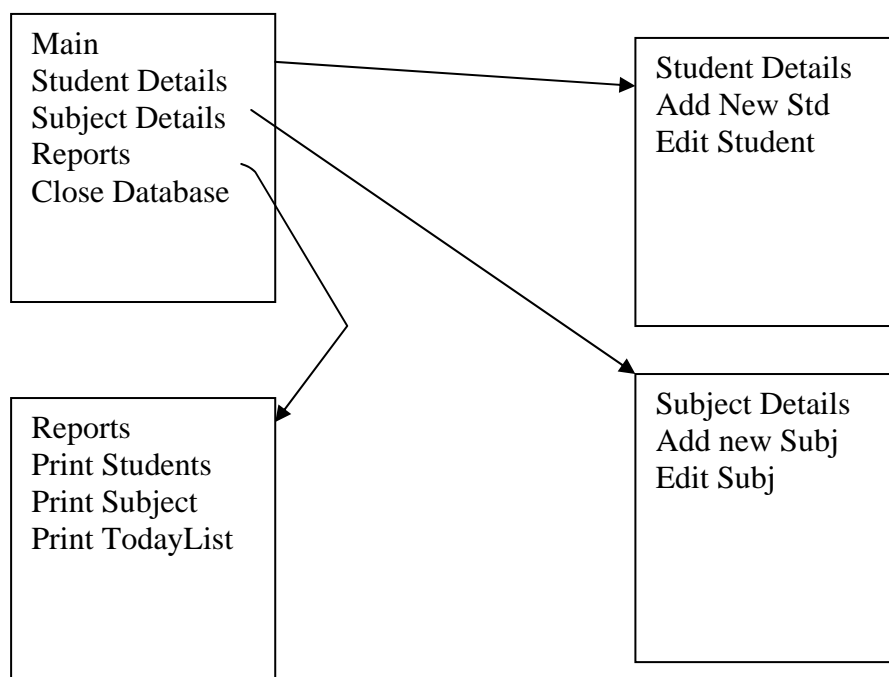 Main
Student Details
Subject Details
Reports
Close Database
Student Details
Add New Std
Edit Student
Reports
Print Students
Print Subject
Print TodayList
Subject Details
Add new Subj
Edit Subj